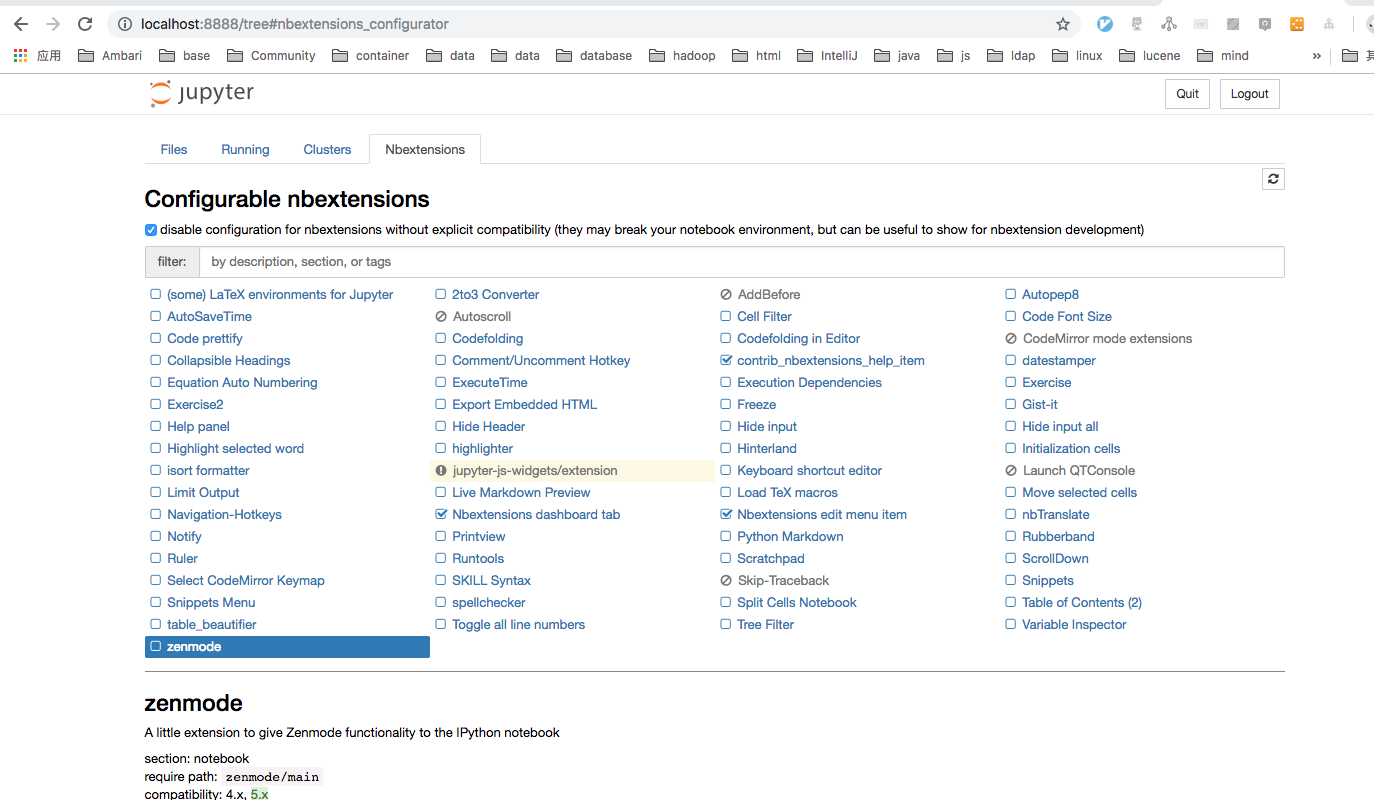 localhost:8888/tree#nbextensions_configurator
应用 Ambari base Community container data data database hadoop html IntelliJ java js ldap linux lucene mind »
jupyter Quit Logout
Files Running Clusters Nbextensions
Configurable nbextensions
disable configuration for nbextensions without explicit compatibility (they may break your notebook environment, but can be useful to show for nbextension development)
filter: by description, section, or tags
(some) LaTeX environments for Jupyter 2to3 Converter AddBefore Autopep8
AutoSaveTime Autoscroll Cell Filter Code Font Size
Code prettify Codefolding Codefolding in Editor CodeMirror mode extensions
Collapsible Headings Comment/Uncomment Hotkey contrib_nbextensions_help_item datestamper
Equation Auto Numbering ExecuteTime Execution Dependencies Exercise
Exercise2 Export Embedded HTML Freeze Gist-it
Help panel Hide Header Hide input Hide input all
Highlight selected word highlighter Hinterland Initialization cells
isort formatter jupyter-js-widgets/extension Keyboard shortcut editor Launch QTConsole
Limit Output Live Markdown Preview Load TeX macros Move selected cells
Navigation-Hotkeys Nbextensions dashboard tab Nbextensions edit menu item nbTranslate
Notify Printview Python Markdown Rubberband
Ruler Runtools Scratchpad ScrollDown
Select CodeMirror Keymap SKILL Syntax Skip-Traceback Snippets
Snippets Menu spellchecker Split Cells Notebook Table of Contents (2)
table_beautifier Toggle all line numbers Tree Filter Variable Inspector
zenmode
zenmode
A little extension to give Zenmode functionality to the IPython notebook
section: notebook
require path: zenmode/main
compatibility: 4.x, 5.x